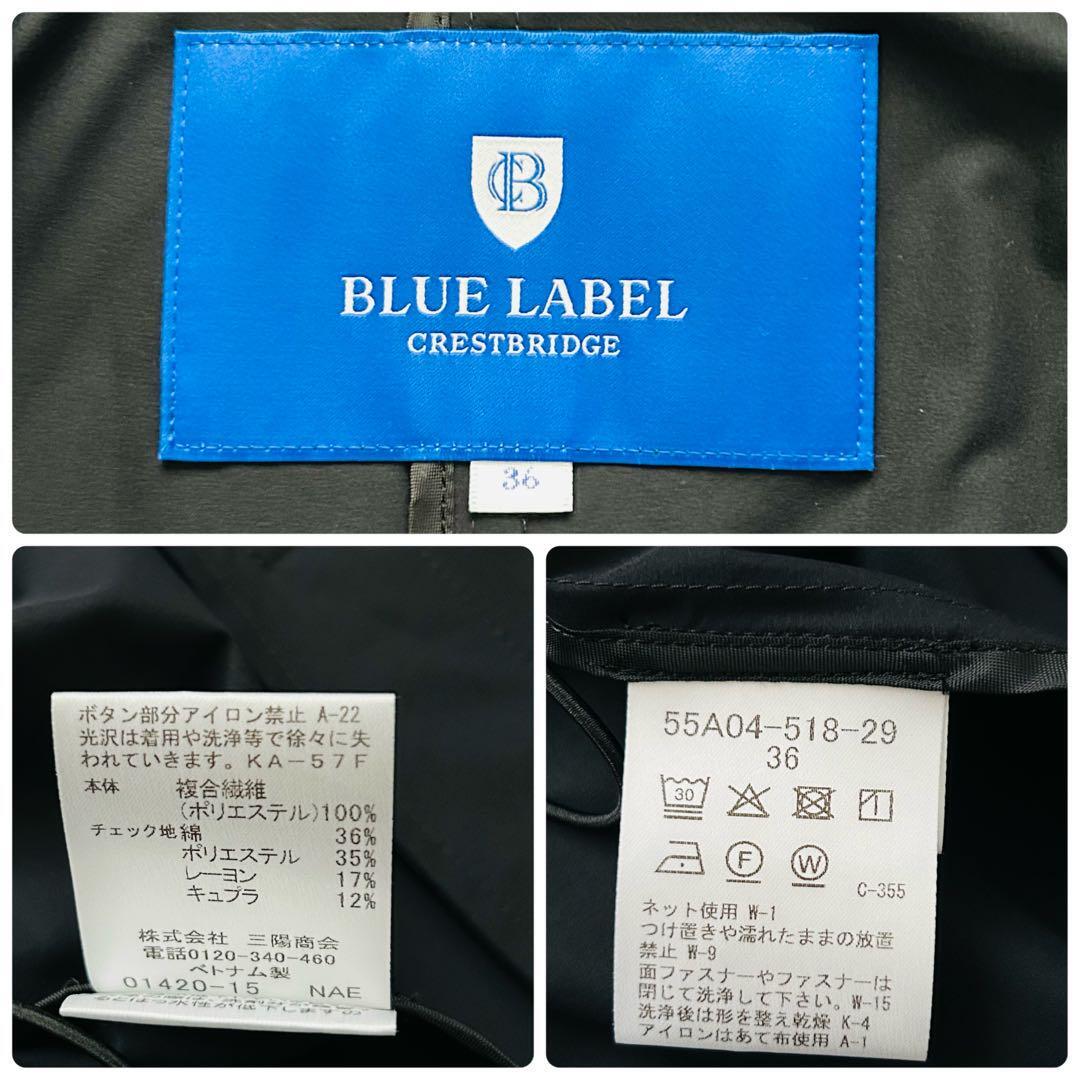 CB
BLUE LABEL
CRESTBRIDGE
36
ボタン部分アイロン禁止 A-22
光沢は着用や洗浄等で徐々に失
われていきます。KA-57F
本体 複合繊維
(ポリエステル)100%
チェック地 綿 36%
ポリエステル 35%
レーヨン 17%
キュプラ 12%
株式会社 三陽商会
電話0120-340-460
ベトナム製
01420-15 NAE
性が低下しますの
55A04-518-29
36
30
F W
C-355
ネット使用 W-1
つけ置きや濡れたままの放置
禁止 W-9
面ファスナーやファスナーは
閉じて洗浄して下さい。W-15
洗浄後は形を整え乾燥 K-4
アイロンはあて布使用 A-1